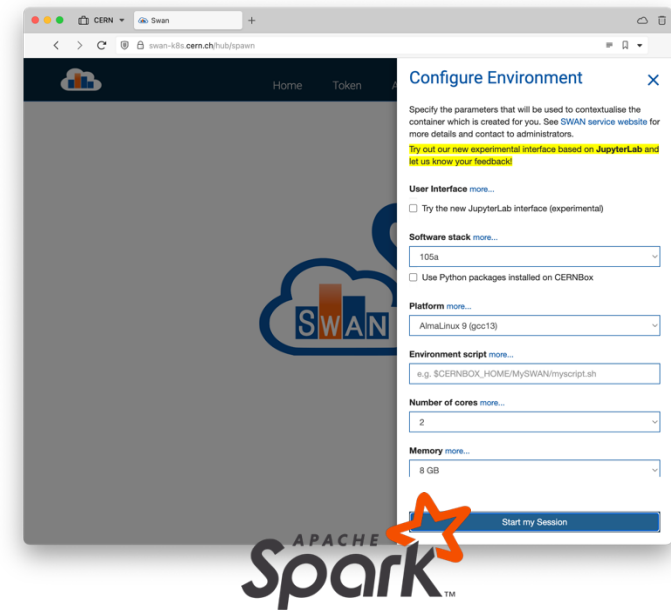 CERN
Swan
swan-k8s.cern.ch/hub/spawn
Home Token A
Configure Environment
Specify the parameters that will be used to contextualise the
container which is created for you. See SWAN service website for
more details and contact to administrators.
Try out our new experimental interface based on JupyterLab and
let us know your feedback!
User Interface more...
Try the new JupyterLab interface (experimental)
Software stack more...
105a
Use Python packages installed on CERNBox
Platform more...
AlmaLinux 9 (gcc13)
Environment script more...
e.g. $CERNBOX_HOME/MySWAN/myscript.sh
Number of cores more...
2
Memory more...
8 GB
Start my Session
SWAN
APACHE
Spark™